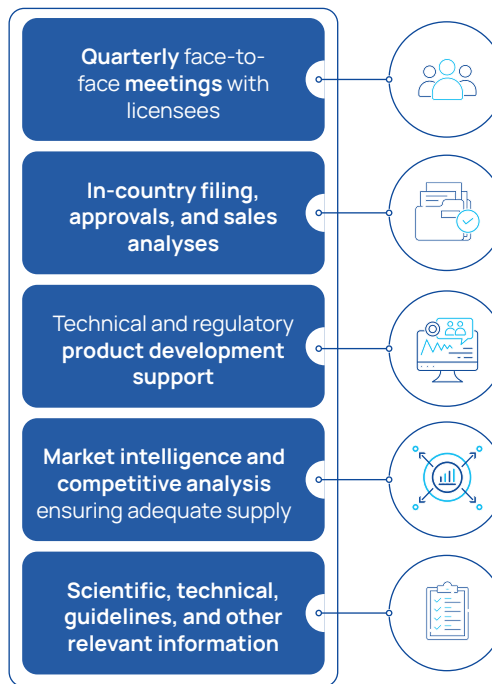 Quarterly face-to-
face meetings with
licensees
In-country filing,
approvals, and sales
analyses
Technical and regulatory
product development
support
Market intelligence and
competitive analysis
ensuring adequate supply
Scientific, technical,
guidelines, and other
relevant information